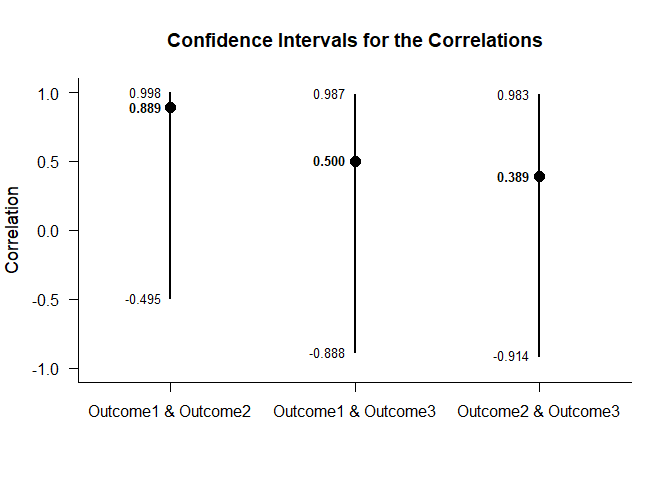 Confidence Intervals for the Correlations
Correlation
1.0
0.5
0.0
-0.5
-1.0
0.998
0.889
-0.495
0.987
0.500
-0.888
0.983
0.389
-0.914
Outcome1 & Outcome2
Outcome1 & Outcome3
Outcome2 & Outcome3